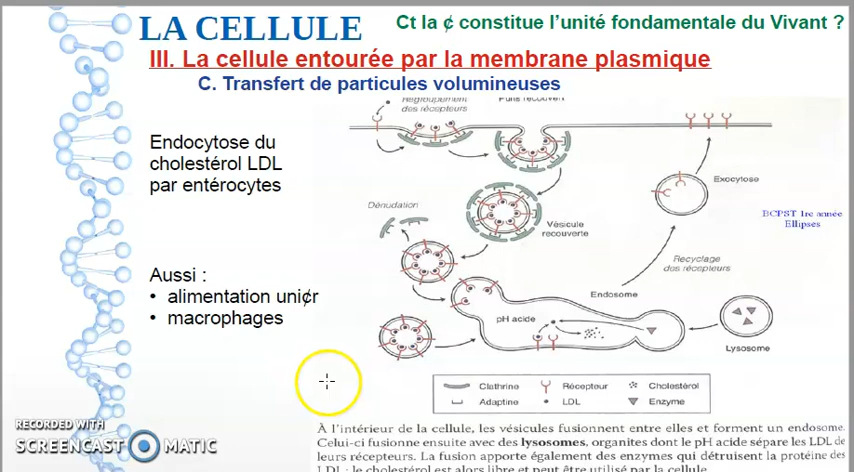 LA CELLULE
Ct la ¢ constitue l'unité fondamentale du Vivant ?
III. La cellule entourée par la membrane plasmique
C. Transfert de particules volumineuses
Regroupement
des récepteurs
Puits recouvert
Endocytose du
cholestérol LDL
par entérocytes
Exocytose
Dénudation
Vésicule
recouverte
BCPST 1re année
Ellipses
Recyclage
des récepteurs
Aussi :
• alimentation uni¢r
• macrophages
Endosome
pH acide
Lysosome
Clathrine
Récepteur
Cholestérol
Adaptine
LDL
Enzyme
RECORDED WITH
SCREENCAST MATIC
À l'intérieur de la cellule, les vésicules fusionnent entre elles et forment un endosome.
Celui-ci fusionne ensuite avec des lysosomes, organites dont le pH acide sépare les LDL de
leurs récepteurs. La fusion apporte également des enzymes qui détruisent la protéine des
LDL : le cholestérol est alors libre et peut être utilisé par la cellule.